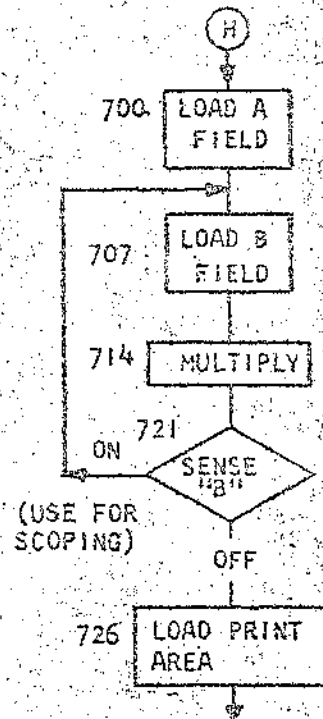 H
700
LOAD A
FIELD
707
LOAD B
FIELD
714
MULTIPLY
721
ON
SENSE
"B"
(USE FOR
SCOPING)
OFF
726
LOAD PRINT
AREA